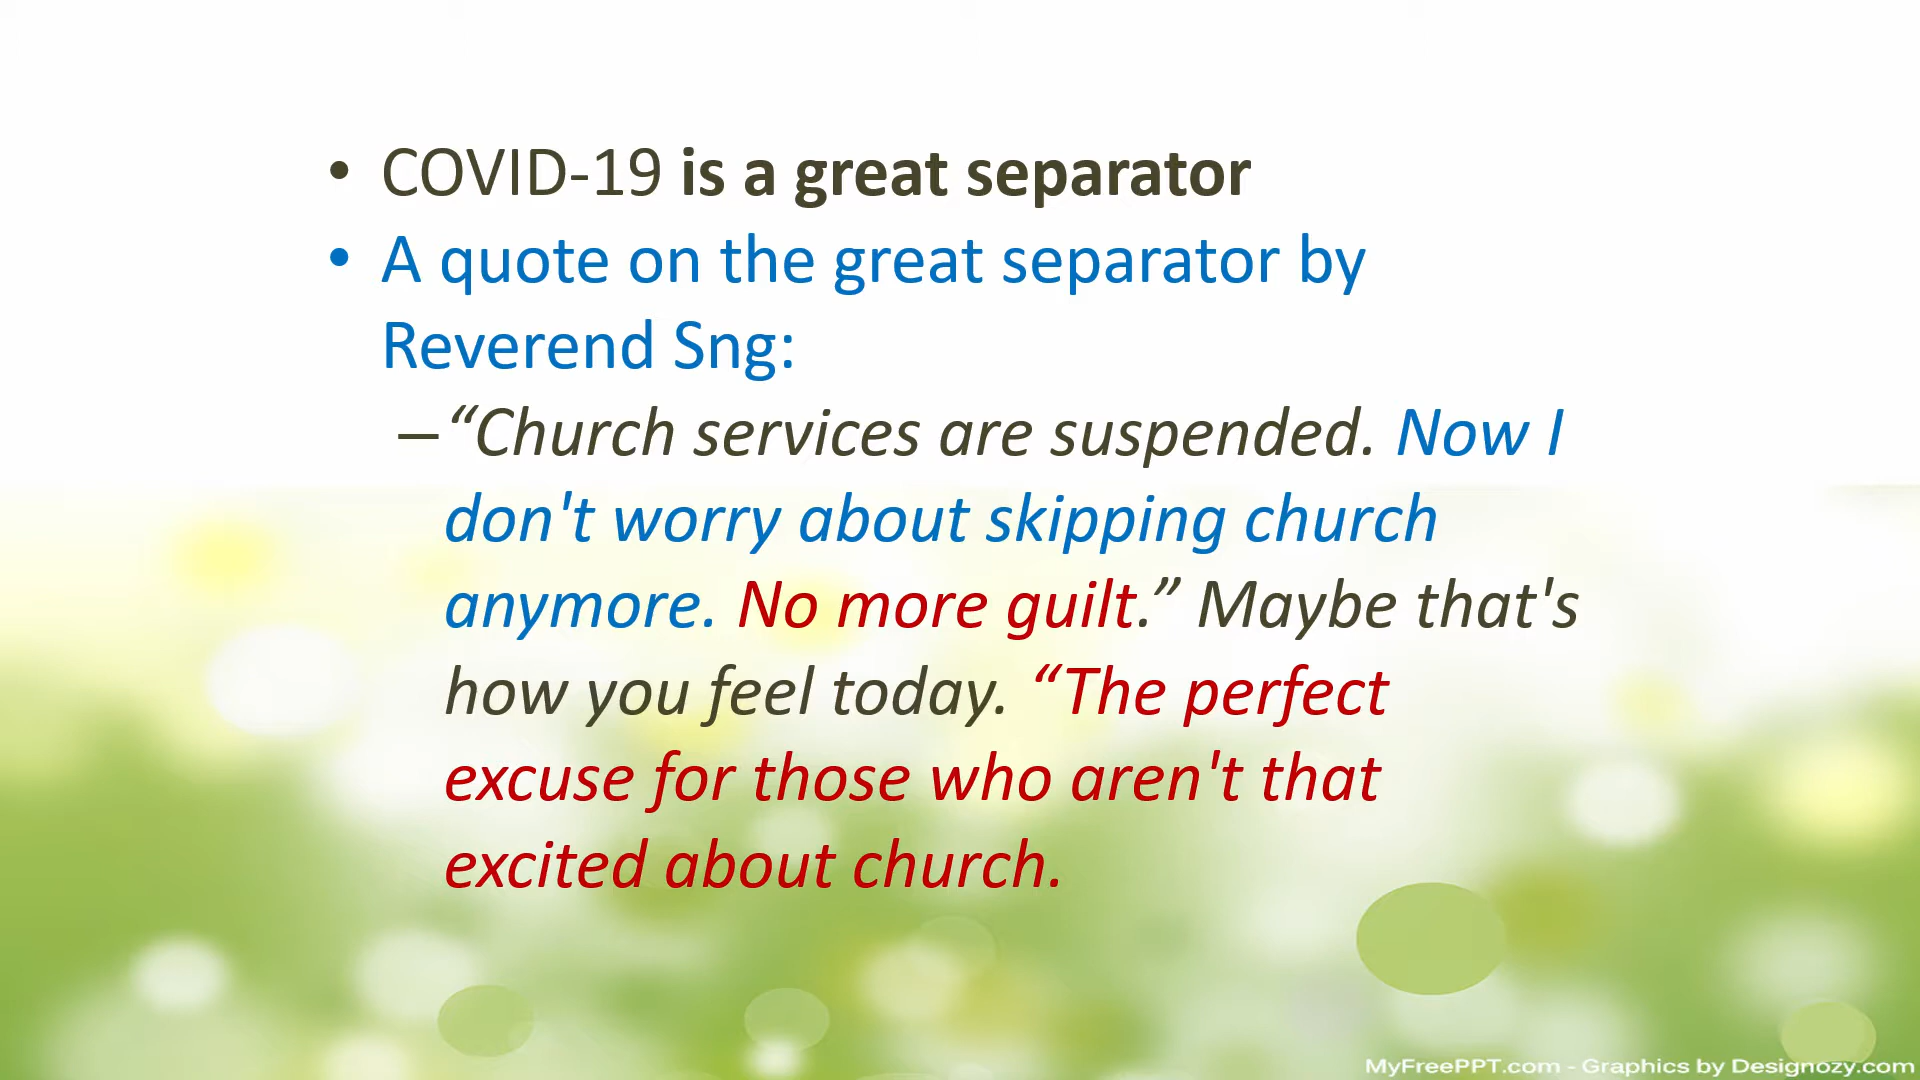 • COVID-19 is a great separator
• A quote on the great separator by
Reverend Sng:
– “Church services are suspended. Now I
don't worry about skipping church
anymore. No more guilt.” Maybe that's
how you feel today. “The perfect
excuse for those who aren't that
excited about church.
MyFreePPT.com - Graphics by Designozy.com